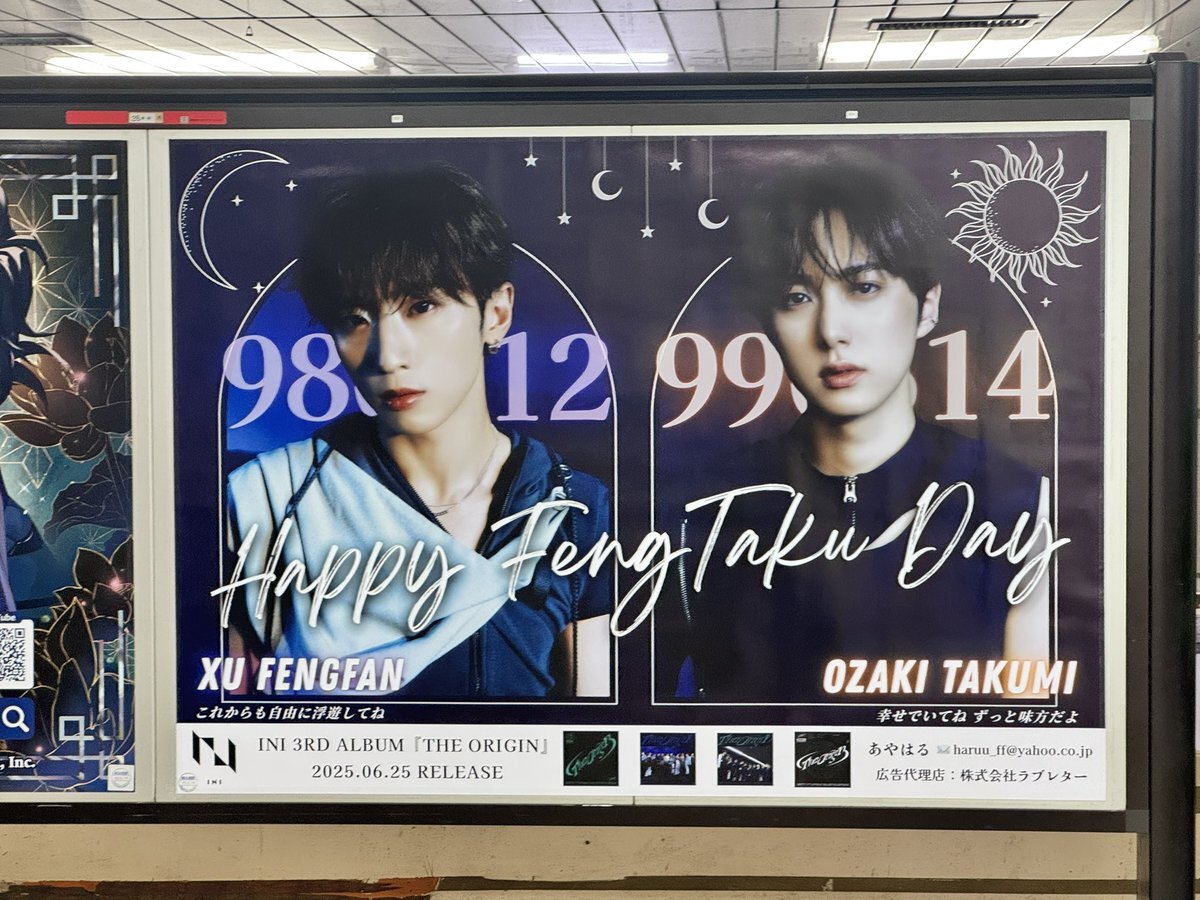 98 12
99 14
Happy FengTaku Day
XU FENGFAN
OZAKI TAKUMI
これからも自由に浮遊してね
幸せでいてね ずっと味方だよ
INI
INI 3RD ALBUM『THE ORIGIN』
2025.06.25 RELEASE
あやはる ✉ haruu_ff@yahoo.co.jp
広告代理店：株式会社ラブレター
, Inc.